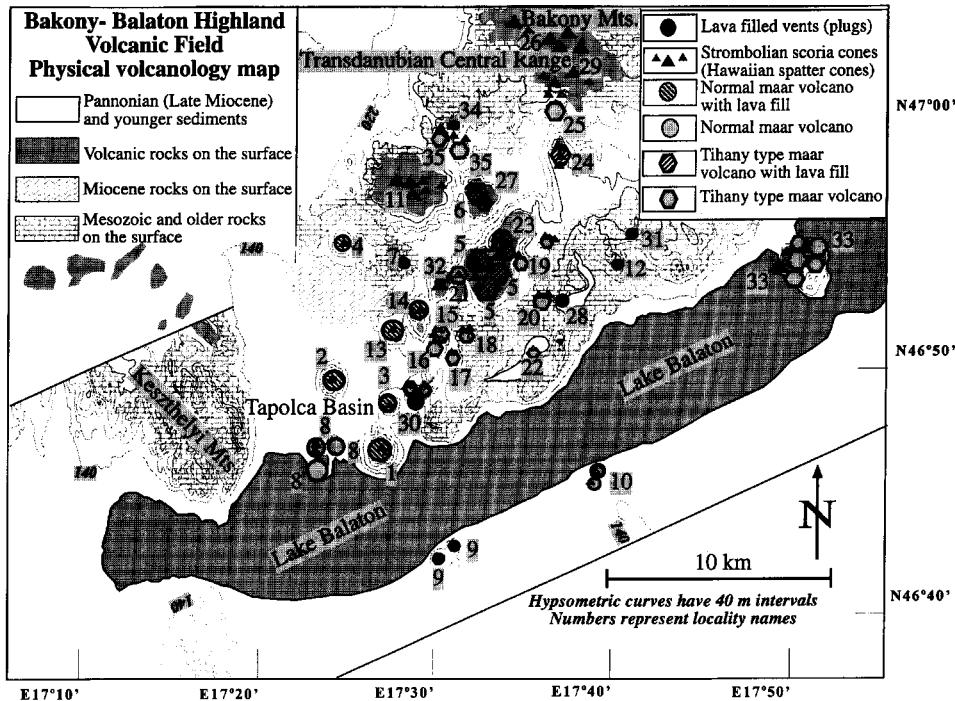 Bakony- Balaton Highland
Volcanic Field
Physical volcanology map
Pannonian (Late Miocene)
and younger sediments
Volcanic rocks on the surface
Miocene rocks on the surface
Mesozoic and older rocks
on the surface
Lava filled vents (plugs)
Strombolian scoria cones
(Hawaiian spatter cones)
Normal maar volcano
with lava fill
Normal maar volcano
Tihany type maar
volcano with lava fill
Tihany type maar volcano
Bakony Mts.
26
Transdanubian Central Range
29
220
34
25
35
35
24
11
27
6
23
140
4
7
5
31
33
32
19
12
33
21
5
14
5
20
28
15
13
18
16
2
17
22
3
Keszthelyi Mts.
Tapolca Basin
30
Lake Balaton
8
8
1
8
140
10
Lake Balaton
140
9
9
140
N
10 km
Hypsometric curves have 40 m intervals
Numbers represent locality names
N47°00'
N46°50'
N46°40'
E17°10'
E17°20'
E17°30'
E17°40'
E17°50'